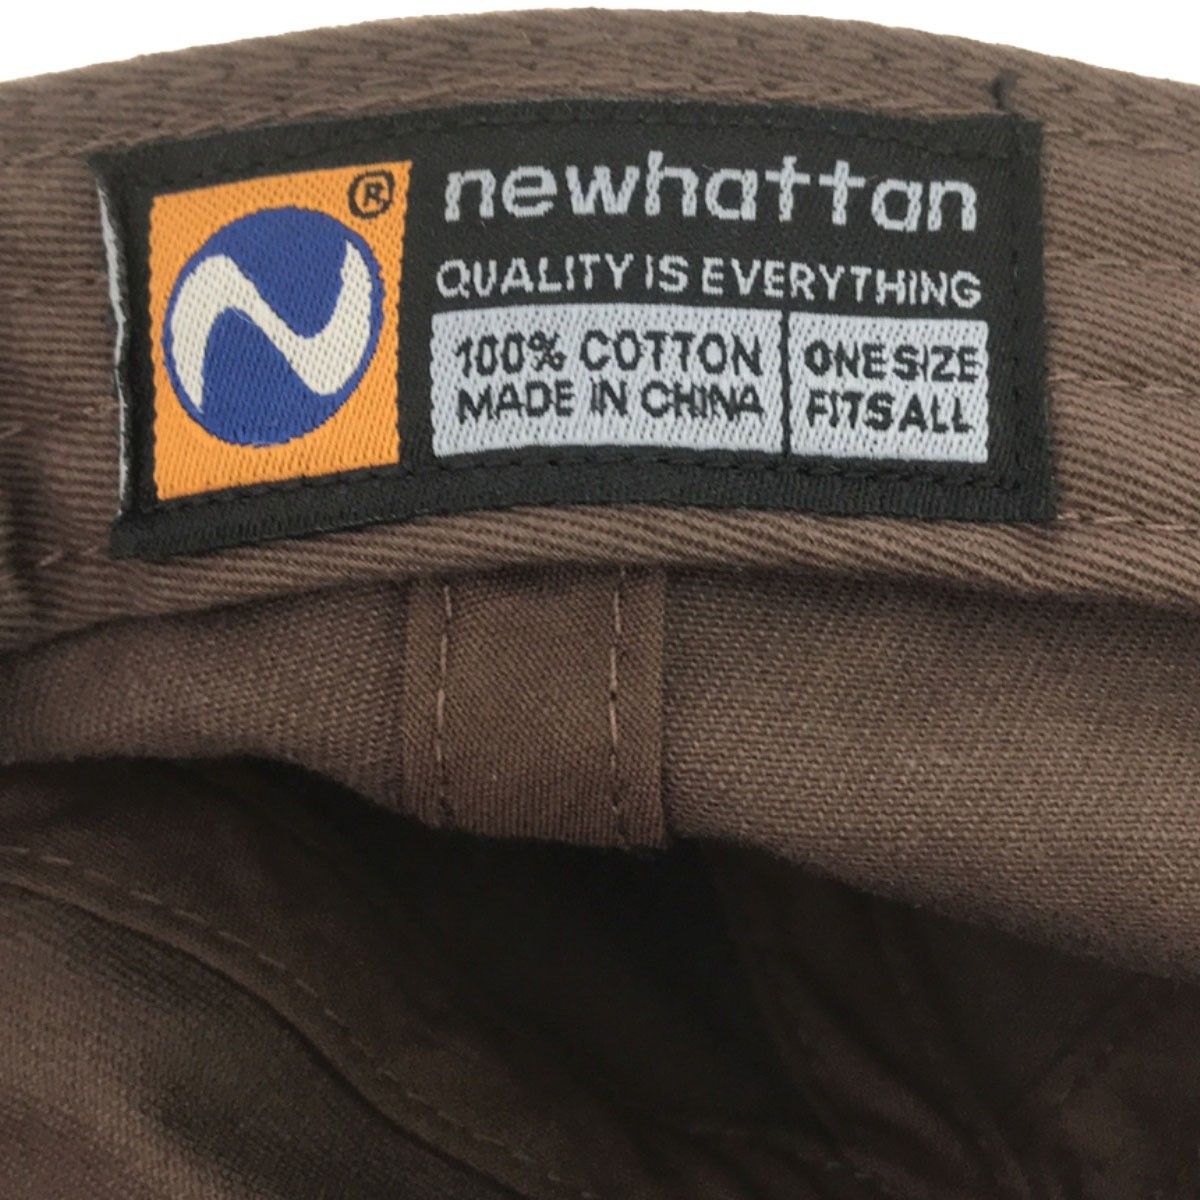 ®
newhattan
QUALITY IS EVERYTHING
100% COTTON
MADE IN CHINA
ONE SIZE
FITS ALL